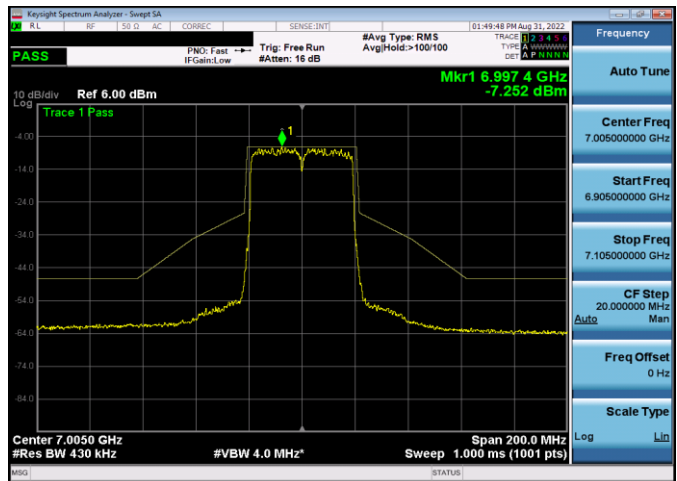 Keysight Spectrum Analyzer - Swept SA
RL RF 50 Ω AC CORREC SENSE:INT 01:49:48 PM Aug 31, 2022
PASS
PNO: Fast
IFGain:Low
Trig: Free Run
#Atten: 16 dB
#Avg Type: RMS
Avg|Hold:>100/100
TRACE 1 2 3 4 5 6
TYPE A WWWWW
DET A P N N N N
Mkr1 6.997 4 GHz
-7.252 dBm
10 dB/div Ref 6.00 dBm
Log
Trace 1 Pass
1
-4.00
-14.0
-24.0
-34.0
-44.0
-54.0
-64.0
-74.0
-84.0
Center 7.0050 GHz Span 200.0 MHz
#Res BW 430 kHz #VBW 4.0 MHz* Sweep 1.000 ms (1001 pts)
MSG STATUS
Frequency
Auto Tune
Center Freq
7.005000000 GHz
Start Freq
6.905000000 GHz
Stop Freq
7.105000000 GHz
CF Step
20.000000 MHz
Auto Man
Freq Offset
0 Hz
Scale Type
Log Lin